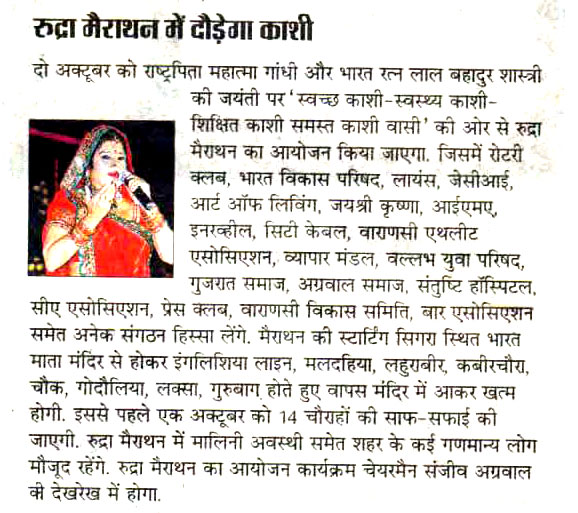 रुद्रा मैराथन में दौड़ेगा काशी
दो अक्टूबर को राष्ट्रपिता महात्मा गांधी और भारत रत्न लाल बहादुर शास्त्री
की जयंती पर 'स्वच्छ काशी-स्वस्थ्य काशी-
शिक्षित काशी समस्त काशी वासी' की ओर से रुद्रा
मैराथन का आयोजन किया जाएगा. जिसमें रोटरी
क्लब, भारत विकास परिषद, लायंस, जेसीआई,
आर्ट ऑफ लिविंग, जयश्री कृष्णा, आईएमए,
इनरव्हील, सिटी केबल, वाराणसी एथलीट
एसोसिएशन, व्यापार मंडल, वल्लभ युवा परिषद,
गुजरात समाज, अग्रवाल समाज, संतुष्टि हॉस्पिटल,
सीए एसोसिएशन, प्रेस क्लब, वाराणसी विकास समिति, बार एसोसिएशन
समेत अनेक संगठन हिस्सा लेंगे. मैराथन की स्टार्टिंग सिगरा स्थित भारत
माता मंदिर से होकर इंगलिशिया लाइन, मलदहिया, लहुराबीर, कबीरचौरा,
चौक, गोदौलिया, लक्सा, गुरुबाग होते हुए वापस मंदिर में आकर खत्म
होगी. इससे पहले एक अक्टूबर को 14 चौराहों की साफ-सफाई की
जाएगी. रुद्रा मैराथन में मालिनी अवस्थी समेत शहर के कई गणमान्य लोग
मौजूद रहेंगे. रुद्रा मैराथन का आयोजन कार्यक्रम चेयरमैन संजीव अग्रवाल
की देखरेख में होगा.